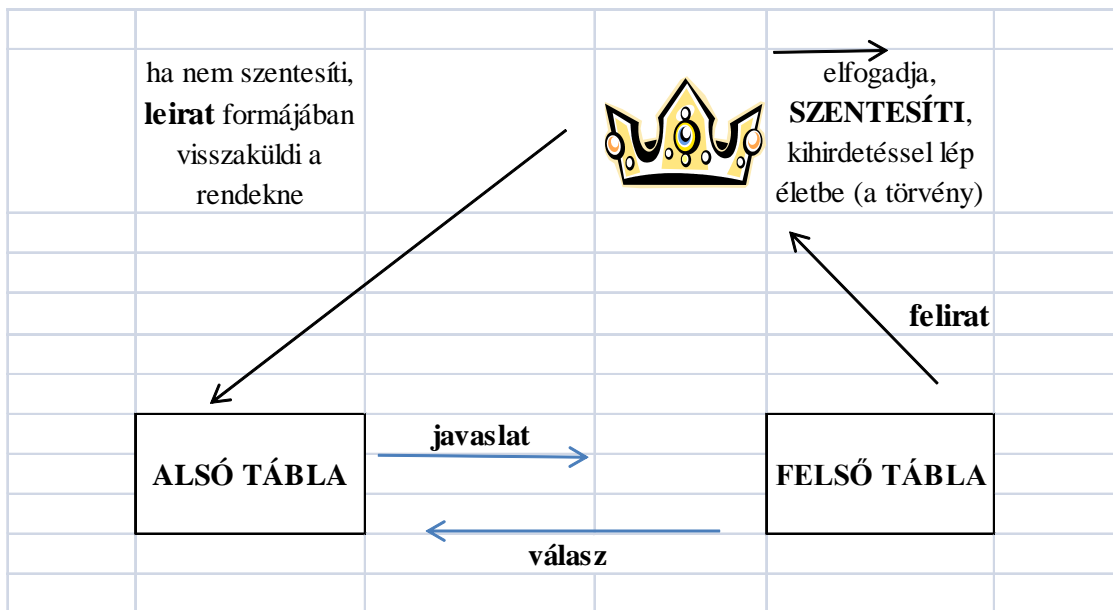 ha nem szentesíti,
leirat formájában
visszaküldi a
rendekne
elfogadja,
SZENTESÍTI,
kihirdetéssel lép
életbe (a törvény)
felirat
javaslat
ALSÓ TÁBLA
FELSŐ TÁBLA
válasz